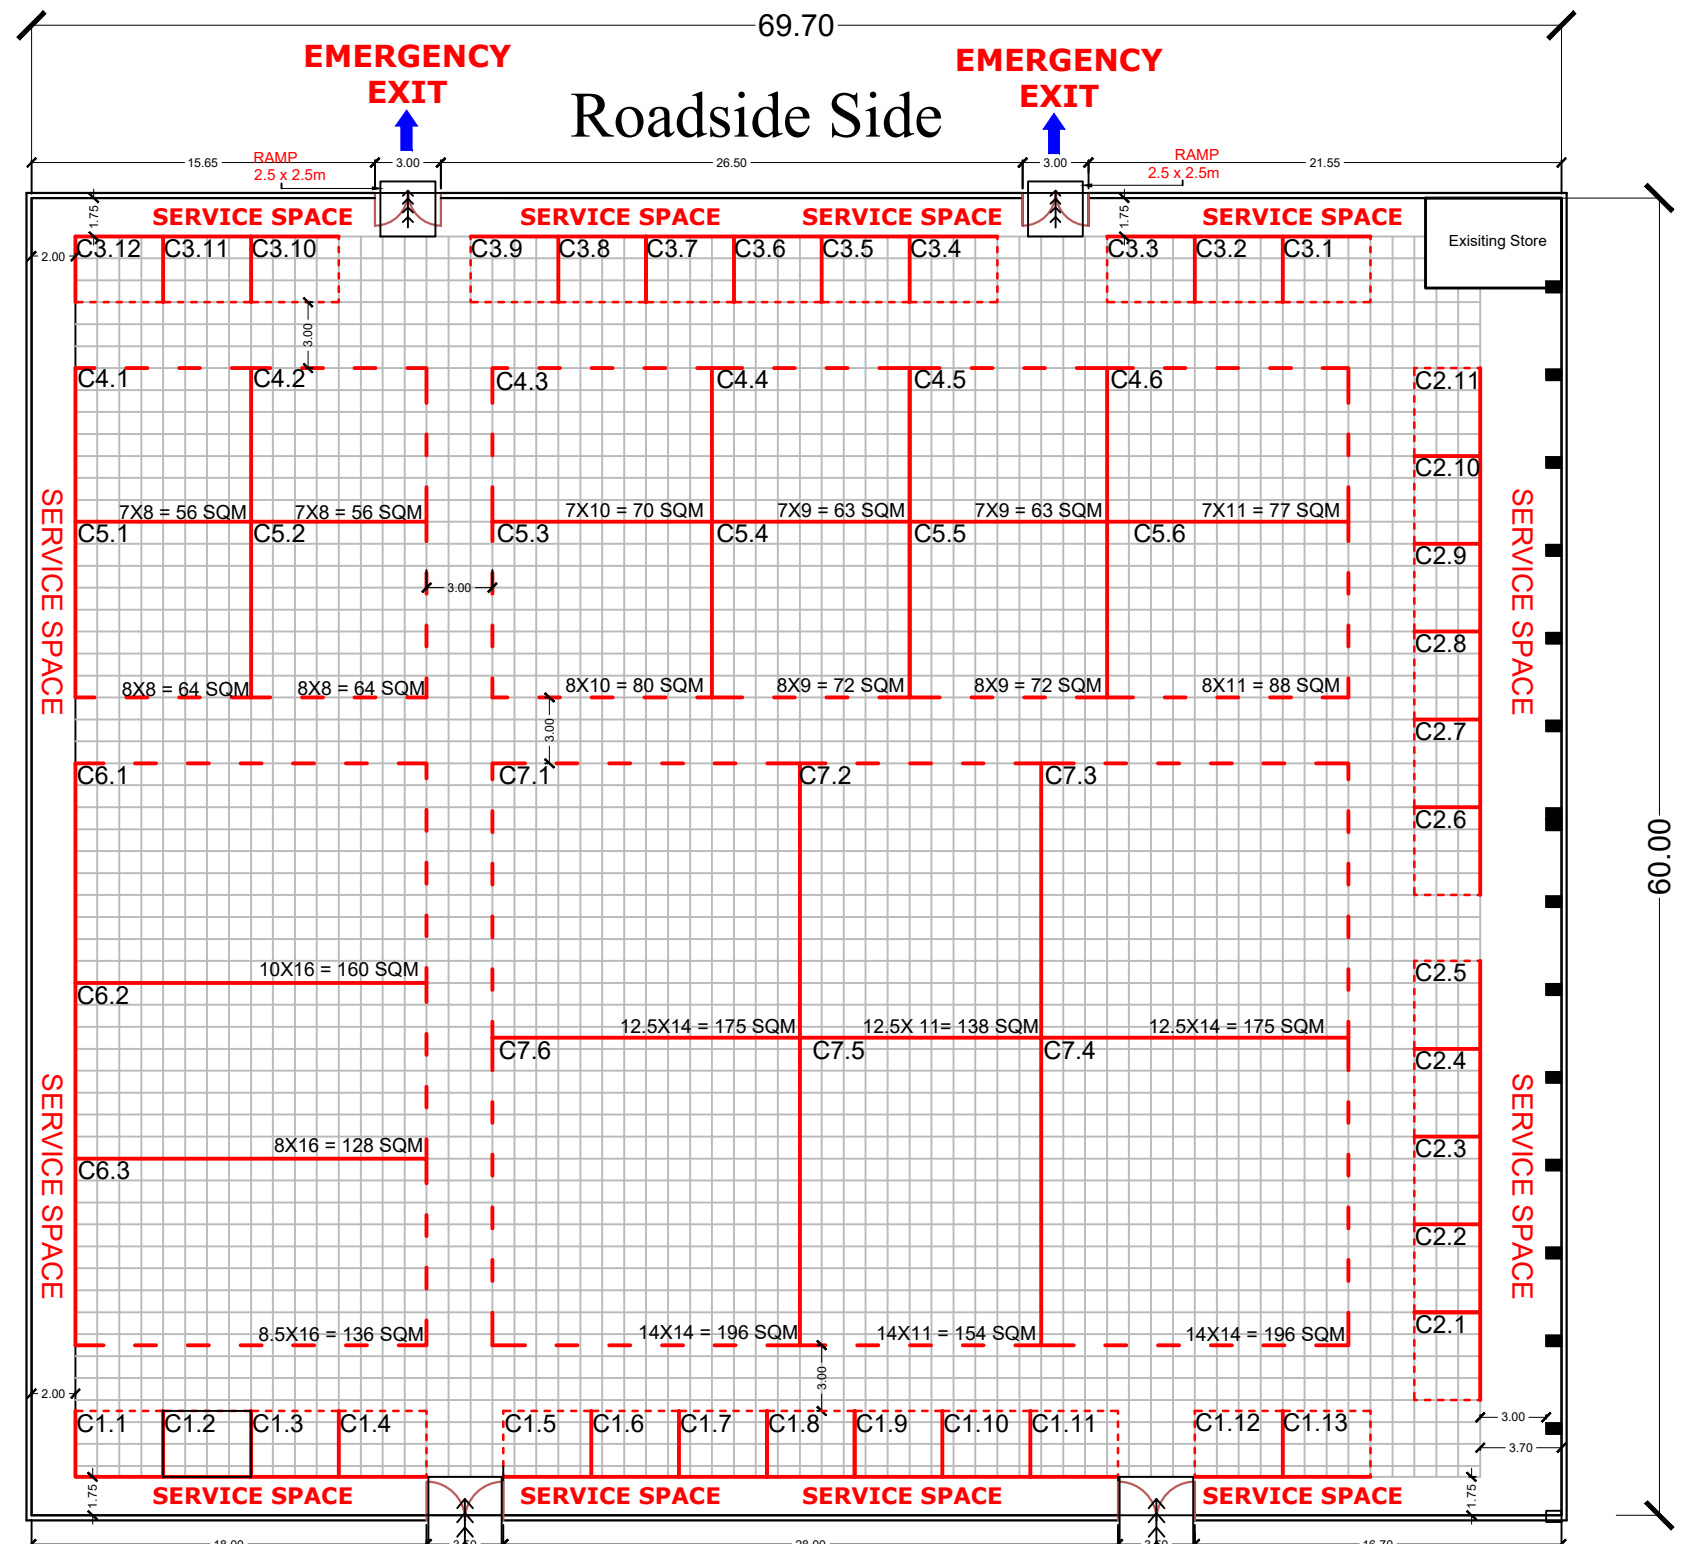 69.70
EMERGENCY
EXIT
EMERGENCY
EXIT
Roadside Side
15.65
RAMP
2.5 x 2.5m
3.00
26.50
3.00
RAMP
2.5 x 2.5m
21.55
1.75
SERVICE SPACE
SERVICE SPACE
SERVICE SPACE
1.75
SERVICE SPACE
Exisiting Store
2.00
C3.12
C3.11
C3.10
C3.9
C3.8
C3.7
C3.6
C3.5
C3.4
C3.3
C3.2
C3.1
3.00
C4.1
C4.2
C4.3
C4.4
C4.5
C4.6
C2.11
C2.10
SERVICE SPACE
7X8 = 56 SQM
7X8 = 56 SQM
7X10 = 70 SQM
7X9 = 63 SQM
7X9 = 63 SQM
7X11 = 77 SQM
SERVICE SPACE
C5.1
C5.2
C5.3
C5.4
C5.5
C5.6
C2.9
3.00
C2.8
8X8 = 64 SQM
8X8 = 64 SQM
8X10 = 80 SQM
8X9 = 72 SQM
8X9 = 72 SQM
8X11 = 88 SQM
3.00
C2.7
C6.1
C7.1
C7.2
C7.3
C2.6
60.00
10X16 = 160 SQM
C6.2
C2.5
12.5X14 = 175 SQM
12.5X 11= 138 SQM
12.5X14 = 175 SQM
C7.6
C7.5
C7.4
C2.4
SERVICE SPACE
SERVICE SPACE
8X16 = 128 SQM
C6.3
C2.3
C2.2
8.5X16 = 136 SQM
14X14 = 196 SQM
14X11 = 154 SQM
14X14 = 196 SQM
C2.1
3.00
2.00
C1.1
C1.2
C1.3
C1.4
C1.5
C1.6
C1.7
C1.8
C1.9
C1.10
C1.11
C1.12
C1.13
3.00
3.70
1.75
SERVICE SPACE
SERVICE SPACE
SERVICE SPACE
SERVICE SPACE
1.75
18.00
3.50
28.00
3.50
16.70